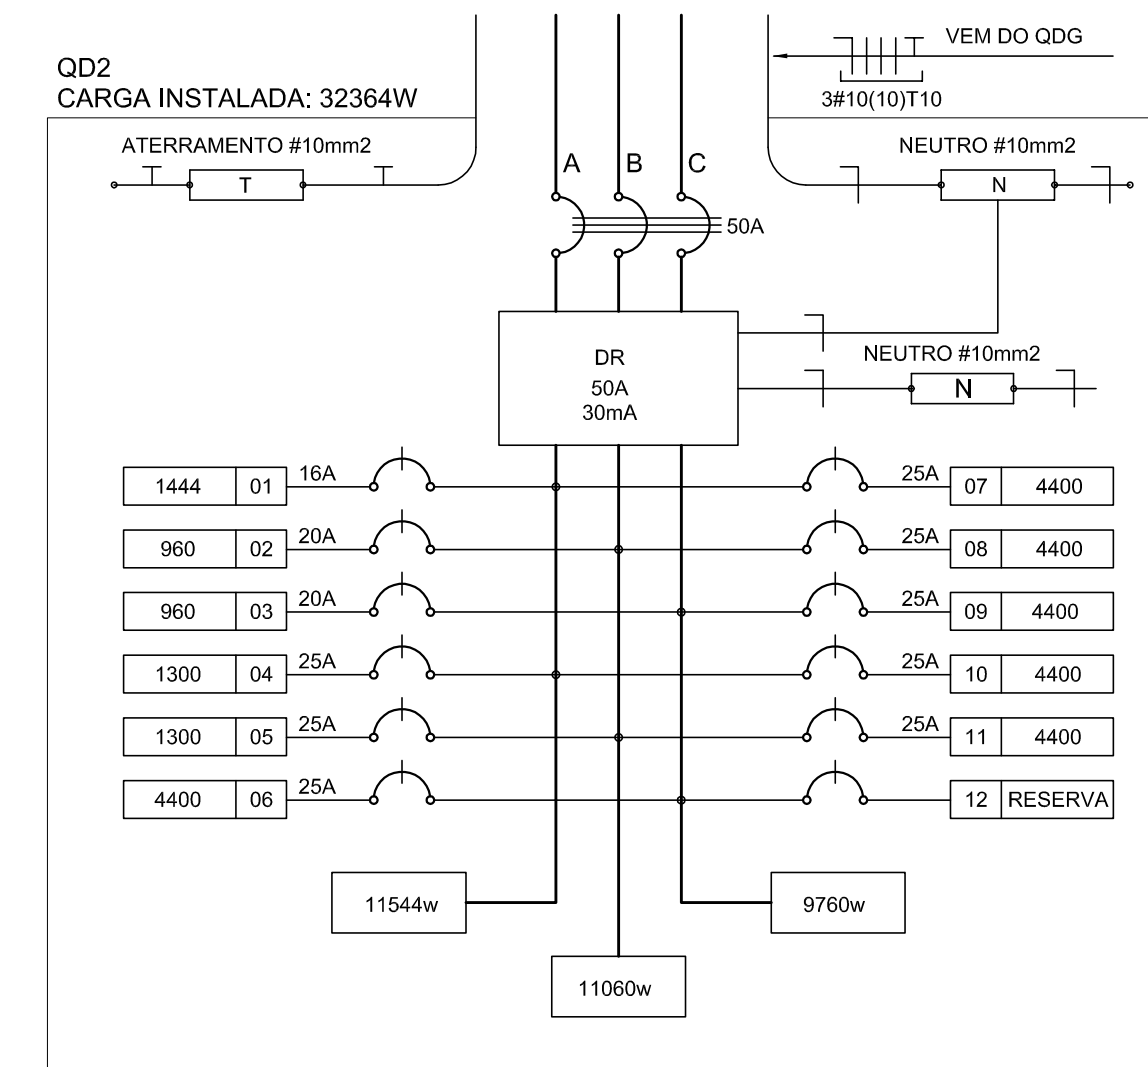 VEM DO QDG
QD2
CARGA INSTALADA: 32364W
3#10(10)T10
ATERRAMENTO #10mm2
NEUTRO #10mm2
A B C
T
N
50A
DR
50A
30mA
NEUTRO #10mm2
N
1444 01 16A 25A 07 4400
960 02 20A 25A 08 4400
960 03 20A 25A 09 4400
1300 04 25A 25A 10 4400
1300 05 25A 25A 11 4400
4400 06 25A 12 RESERVA
11544w
9760w
11060w